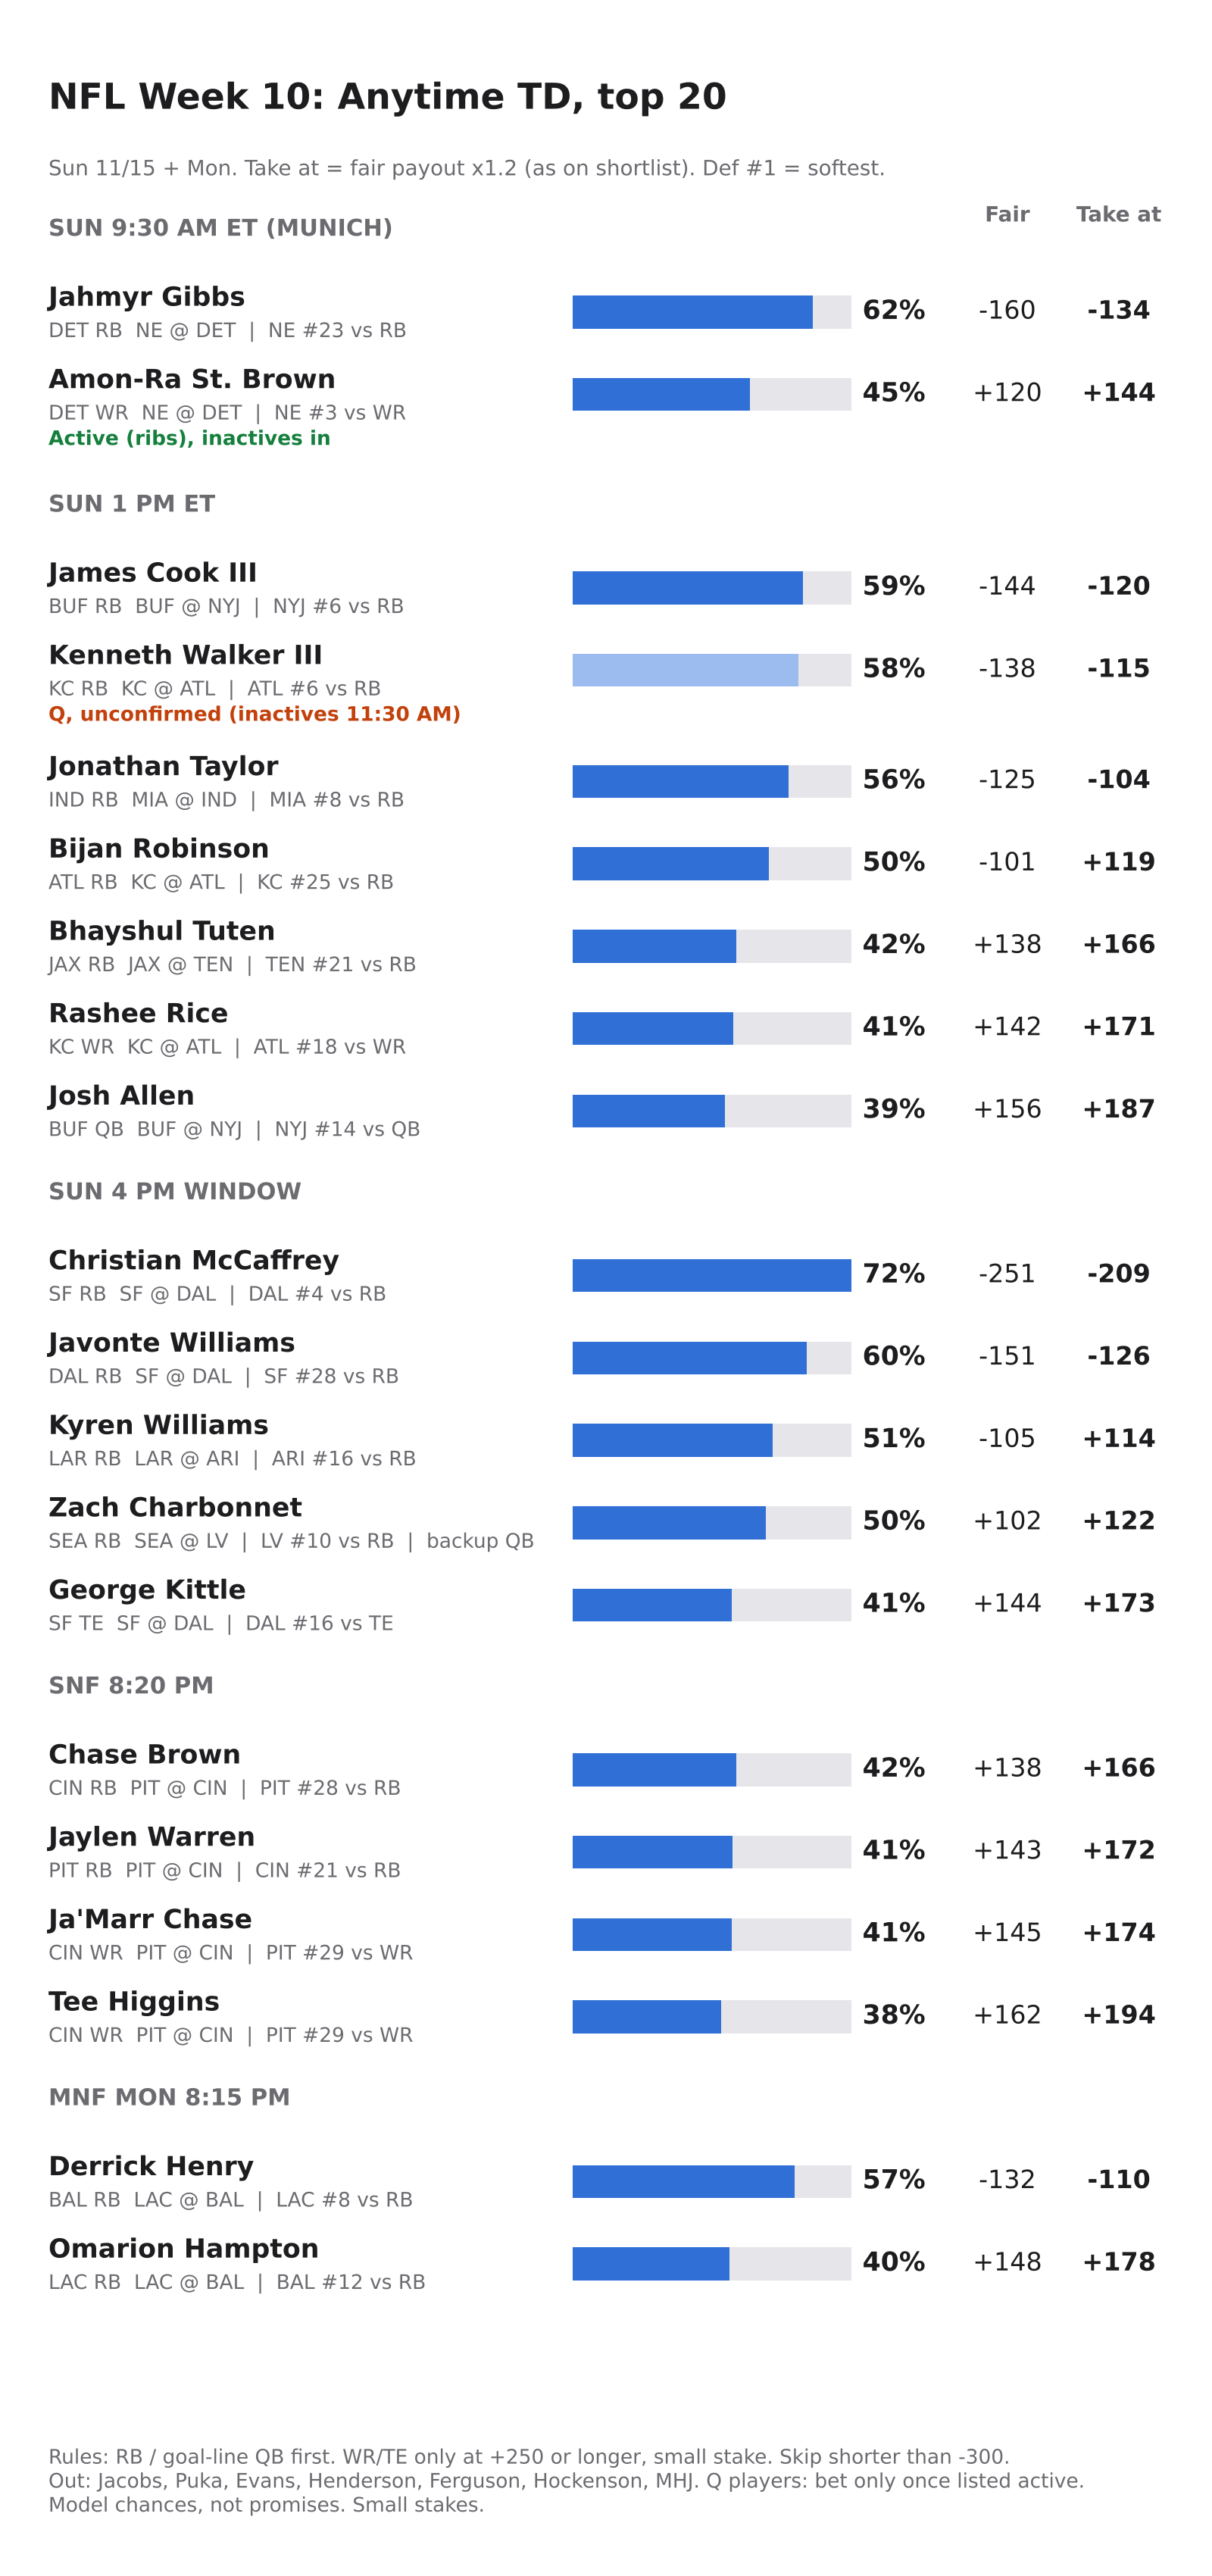 NFL Week 10: Anytime TD, top 20
Sun 11/15 + Mon. Take at = fair payout x1.2 (as on shortlist). Def #1 = softest.
Fair Take at
SUN 9:30 AM ET (MUNICH)
Jahmyr Gibbs
62% -160 -134
DET RB NE @ DET | NE #23 vs RB
Amon-Ra St. Brown
45% +120 +144
DET WR NE @ DET | NE #3 vs WR
Active (ribs), inactives in
SUN 1 PM ET
James Cook III
59% -144 -120
BUF RB BUF @ NYJ | NYJ #6 vs RB
Kenneth Walker III
58% -138 -115
KC RB KC @ ATL | ATL #6 vs RB
Q, unconfirmed (inactives 11:30 AM)
Jonathan Taylor
56% -125 -104
IND RB MIA @ IND | MIA #8 vs RB
Bijan Robinson
50% -101 +119
ATL RB KC @ ATL | KC #25 vs RB
Bhayshul Tuten
42% +138 +166
JAX RB JAX @ TEN | TEN #21 vs RB
Rashee Rice
41% +142 +171
KC WR KC @ ATL | ATL #18 vs WR
Josh Allen
39% +156 +187
BUF QB BUF @ NYJ | NYJ #14 vs QB
SUN 4 PM WINDOW
Christian McCaffrey
72% -251 -209
SF RB SF @ DAL | DAL #4 vs RB
Javonte Williams
60% -151 -126
DAL RB SF @ DAL | SF #28 vs RB
Kyren Williams
51% -105 +114
LAR RB LAR @ ARI | ARI #16 vs RB
Zach Charbonnet
50% +102 +122
SEA RB SEA @ LV | LV #10 vs RB | backup QB
George Kittle
41% +144 +173
SF TE SF @ DAL | DAL #16 vs TE
SNF 8:20 PM
Chase Brown
42% +138 +166
CIN RB PIT @ CIN | PIT #28 vs RB
Jaylen Warren
41% +143 +172
PIT RB PIT @ CIN | CIN #21 vs RB
Ja'Marr Chase
41% +145 +174
CIN WR PIT @ CIN | PIT #29 vs WR
Tee Higgins
38% +162 +194
CIN WR PIT @ CIN | PIT #29 vs WR
MNF MON 8:15 PM
Derrick Henry
57% -132 -110
BAL RB LAC @ BAL | LAC #8 vs RB
Omarion Hampton
40% +148 +178
LAC RB LAC @ BAL | BAL #12 vs RB
Rules: RB / goal-line QB first. WR/TE only at +250 or longer, small stake. Skip shorter than -300.
Out: Jacobs, Puka, Evans, Henderson, Ferguson, Hockenson, MHJ. Q players: bet only once listed active.
Model chances, not promises. Small stakes.